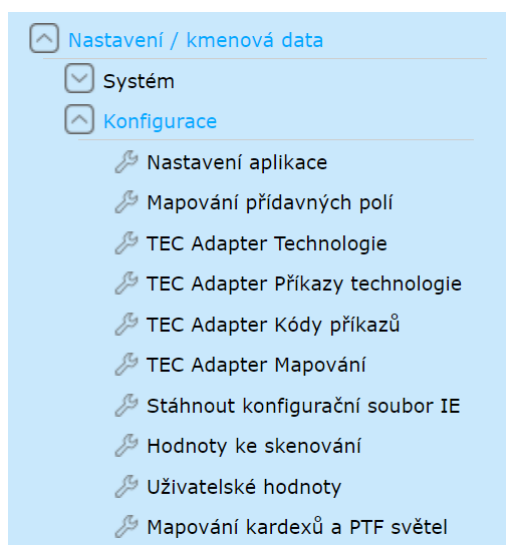 Nastavení / kmenová data
Systém
Konfigurace
Nastavení aplikace
Mapování přídavných polí
TEC Adapter Technologie
TEC Adapter Příkazy technologie
TEC Adapter Kódy příkazů
TEC Adapter Mapování
Stáhnout konfigurační soubor IE
Hodnoty ke skenování
Uživatelské hodnoty
Mapování kardexů a PTF světel